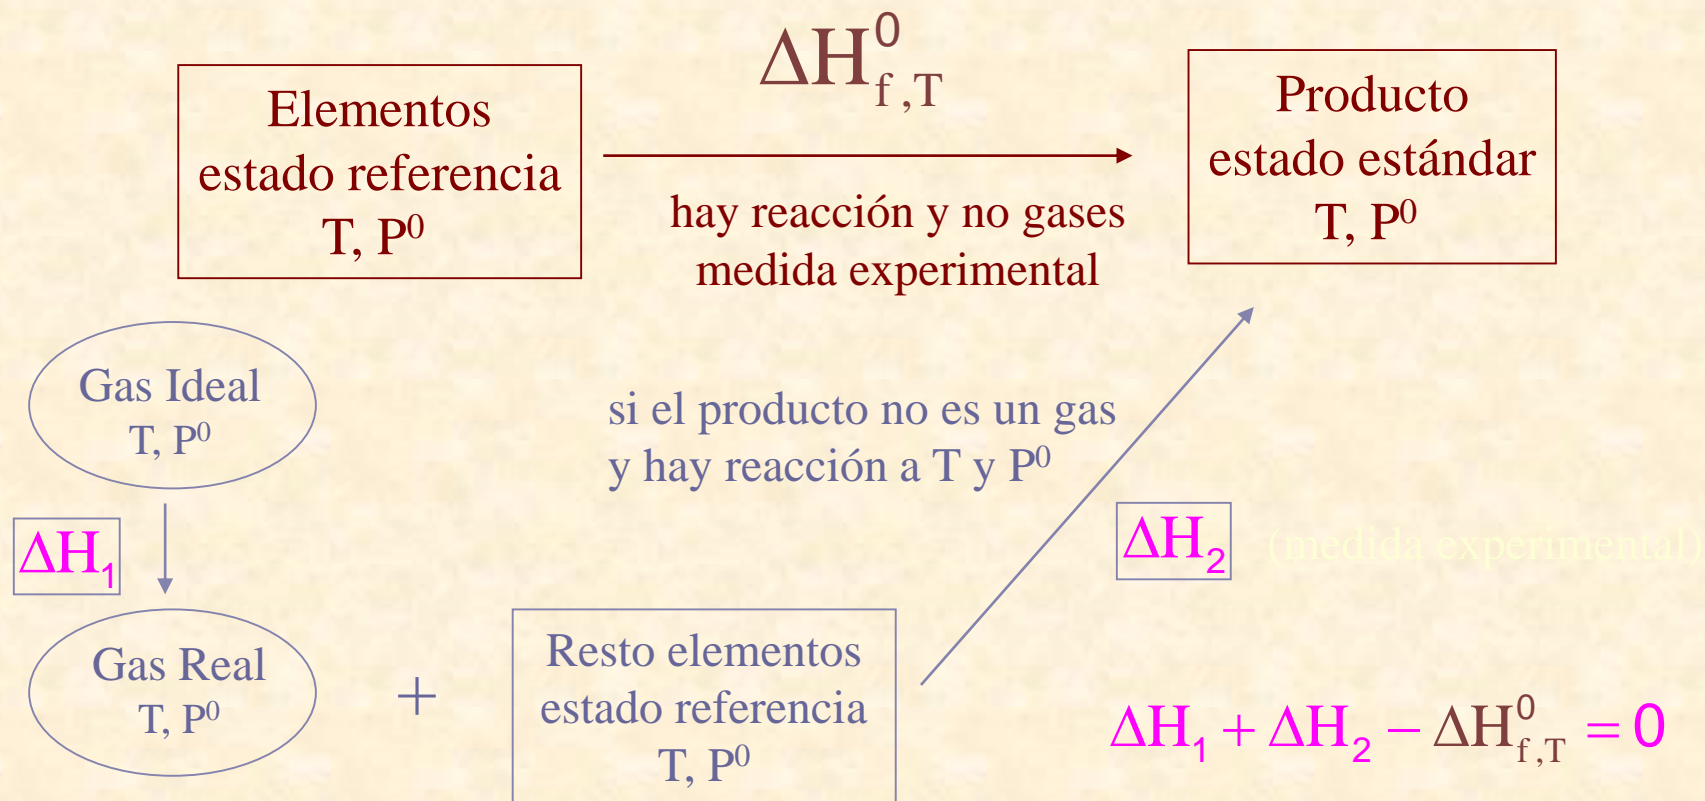 ΔH⁰f,T
Elementos
estado referencia
T, P⁰
hay reacción y no gases
medida experimental
Producto
estado estándar
T, P⁰
Gas Ideal
T, P⁰
si el producto no es un gas
y hay reacción a T y P⁰
ΔH₁
ΔH₂ (medida experimental)
Gas Real
T, P⁰
+
Resto elementos
estado referencia
T, P⁰
ΔH₁ + ΔH₂ − ΔH⁰f,T = 0